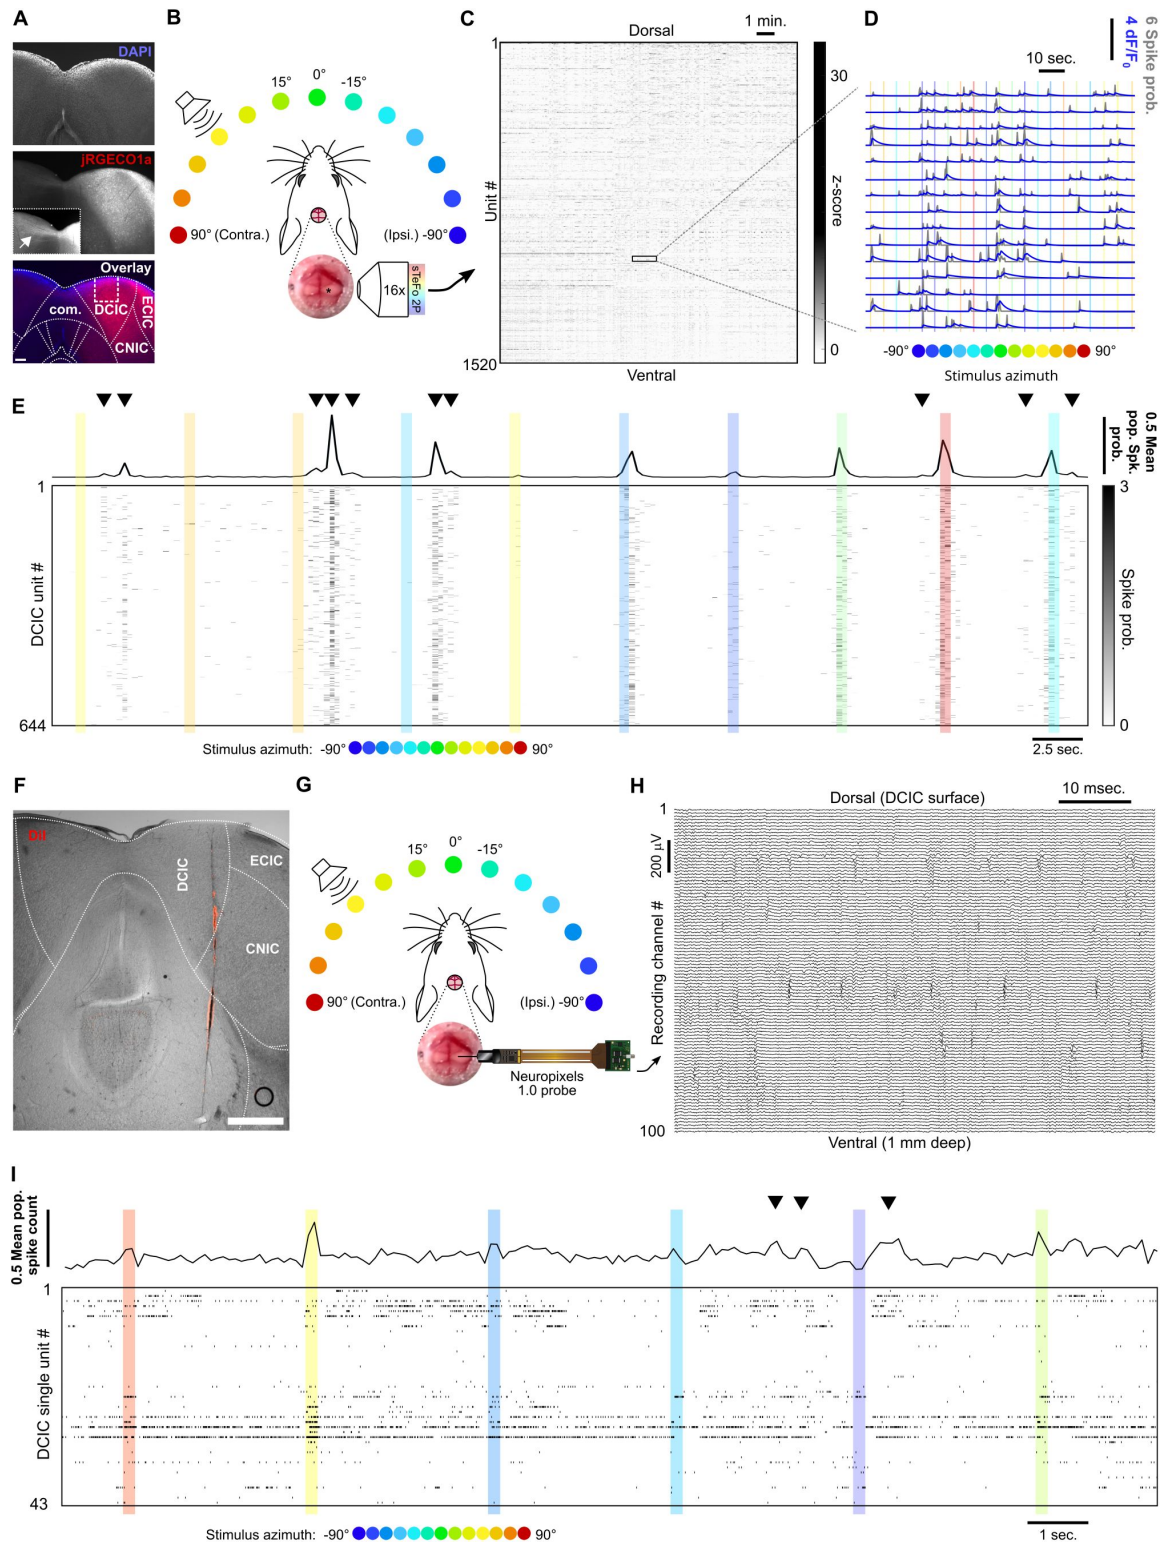 A
DAPI
jRGECO1a
Overlay
com.
DCIC
ECIC
CNIC
B
15°
0°
-15°
90° (Contra.)
(Ipsi.) -90°
16x
sTeFo 2P
C
1 min.
Dorsal
1
Unit #
1520
Ventral
30
z-score
0
D
6 Spike prob.
4 dF/F₀
10 sec.
-90°
90°
Stimulus azimuth
E
0.5 Mean
pop. Spk.
prob.
1
DCIC unit #
644
3
Spike prob.
0
Stimulus azimuth: -90°
90°
2.5 sec.
F
DiI
DCIC
ECIC
CNIC
G
15°
0°
-15°
90° (Contra.)
(Ipsi.) -90°
Neuropixels
1.0 probe
H
10 msec.
Dorsal (DCIC surface)
1
200 µV
Recording channel #
100
Ventral (1 mm deep)
I
0.5 Mean pop.
spike count
1
DCIC single unit #
43
Stimulus azimuth: -90°
90°
1 sec.